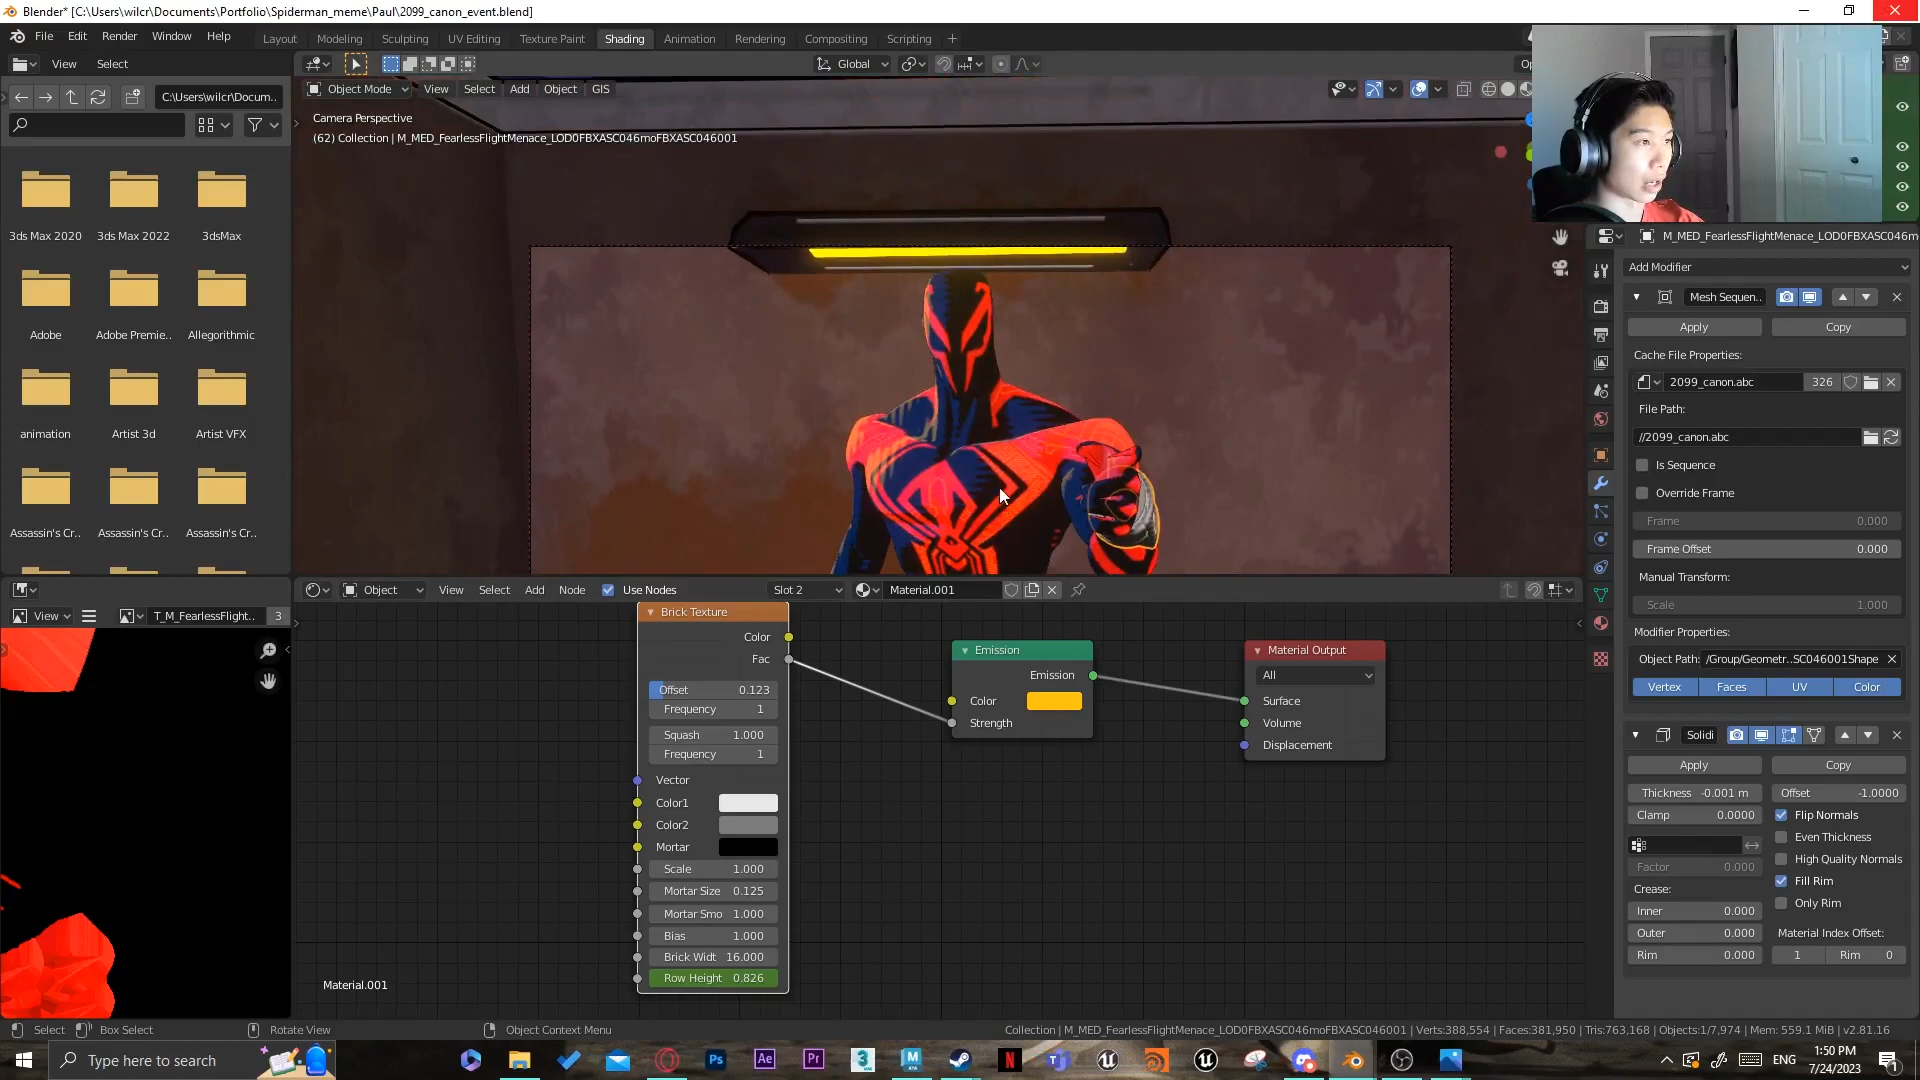 Blender* [C:\Users\wilcr\Documents\Portfolio\Spiderman_meme\Paul\2099_canon_event.blend]
File Edit Render Window Help Layout Modeling Sculpting UV Editing Texture Paint Shading Animation Rendering Compositing Scripting
View Select
Global
C:\Users\wilcr\Docum..
Object Mode View Select Add Object GIS
Camera Perspective
(62) Collection | M_MED_FearlessFlightMenace_LOD0FBXASC046moFBXASC046001
3ds Max 2020 3ds Max 2022 3dsMax
Adobe Adobe Premie.. Allegorithmic
animation Artist 3d Artist VFX
Assassin's Cr.. Assassin's Cr.. Assassin's Cr..
M_MED_FearlessFlightMenace_LOD0FBXASC046m
Add Modifier
Mesh Sequen..
Apply Copy
Cache File Properties:
2099_canon.abc 326
File Path:
//2099_canon.abc
Is Sequence
Override Frame
Frame 0.000
Frame Offset 0.000
Manual Transform:
Scale 1.000
Modifier Properties:
Object Path: /Group/Geometr..SC046001Shape
Vertex Faces UV Color
Solidi
Apply Copy
Thickness -0.001 m Offset -1.0000
Clamp 0.0000 Flip Normals
Even Thickness
High Quality Normals
Factor 0.000
Crease: Fill Rim
Only Rim
Inner 0.000
Outer 0.000 Material Index Offset:
Rim 0.000 1 Rim 0
View T_M_FearlessFlight.. 3
Object View Select Add Node Use Nodes Slot 2 Material.001
Brick Texture
Color
Fac
Offset 0.123
Frequency 1
Squash 1.000
Frequency 1
Vector
Color1
Color2
Mortar
Scale 1.000
Mortar Size 0.125
Mortar Smo 1.000
Bias 1.000
Brick Widt 16.000
Row Height 0.826
Emission
Emission
Color
Strength
Material Output
All
Surface
Volume
Displacement
Material.001
Select Box Select Rotate View Object Context Menu
Collection | M_MED_FearlessFlightMenace_LOD0FBXASC046moFBXASC046001 | Verts:388,554 | Faces:381,950 | Tris:763,168 | Objects:1/7,974 | Mem: 559.1 MiB | v2.81.16
Type here to search
Ps Ae Pr 3 M N
ENG
1:50 PM
7/24/2023
1